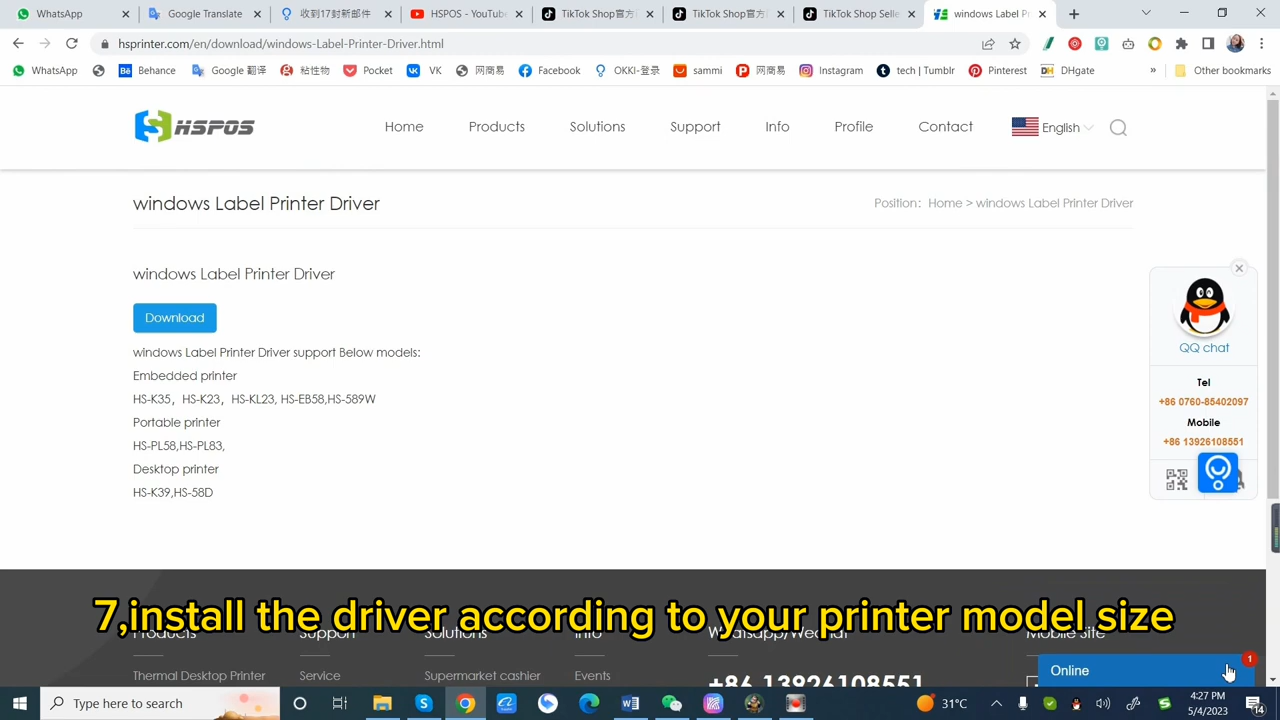 WhatsApp
Google Translate
收到17封新邮件
HSPOS - YouTube
TikTok Shop官方
TikTok Shop官方
TikTok Shop Selle
windows Label Pr
hsprinter.com/en/download/windows-Label-Printer-Driver.html
WhatsApp
Behance
Google 翻译
粘性物
Pocket
VK
网商易
Facebook
OKKI-登录
sammi
网商易
Instagram
tech | Tumblr
Pinterest
DHgate
»
Other bookmarks
HSPOS
Home
Products
Solutions
Support
Info
Profile
Contact
English
windows Label Printer Driver
Position: Home > windows Label Printer Driver
windows Label Printer Driver
Download
windows Label Printer Driver support Below models:
Embedded printer
HS-K35，HS-K23，HS-KL23, HS-EB58,HS-589W
Portable printer
HS-PL58,HS-PL83,
Desktop printer
HS-K39,HS-58D
QQ chat
Tel
+86 0760-85402097
Mobile
+86 13926108551
7,install the driver according to your printer model size
Products
Support
Solutions
Info
Whatsapp/Wechat
Mobile Site
Thermal Desktop Printer
Service
Supermarket cashier
Events
+86 13926108551
Online
1
Type here to search
31°C
4:27 PM
5/4/2023
14